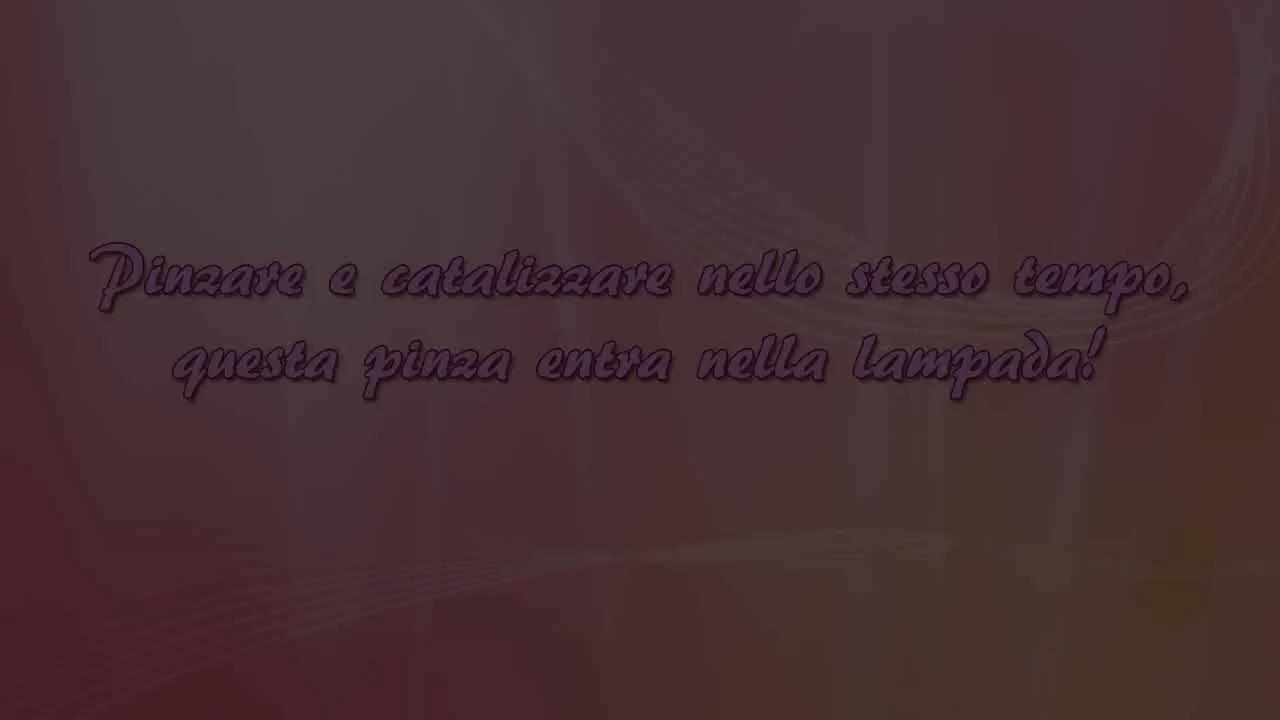 Pinzare e catalizzare nello stesso tempo,
questa pinza entra nella lampada!